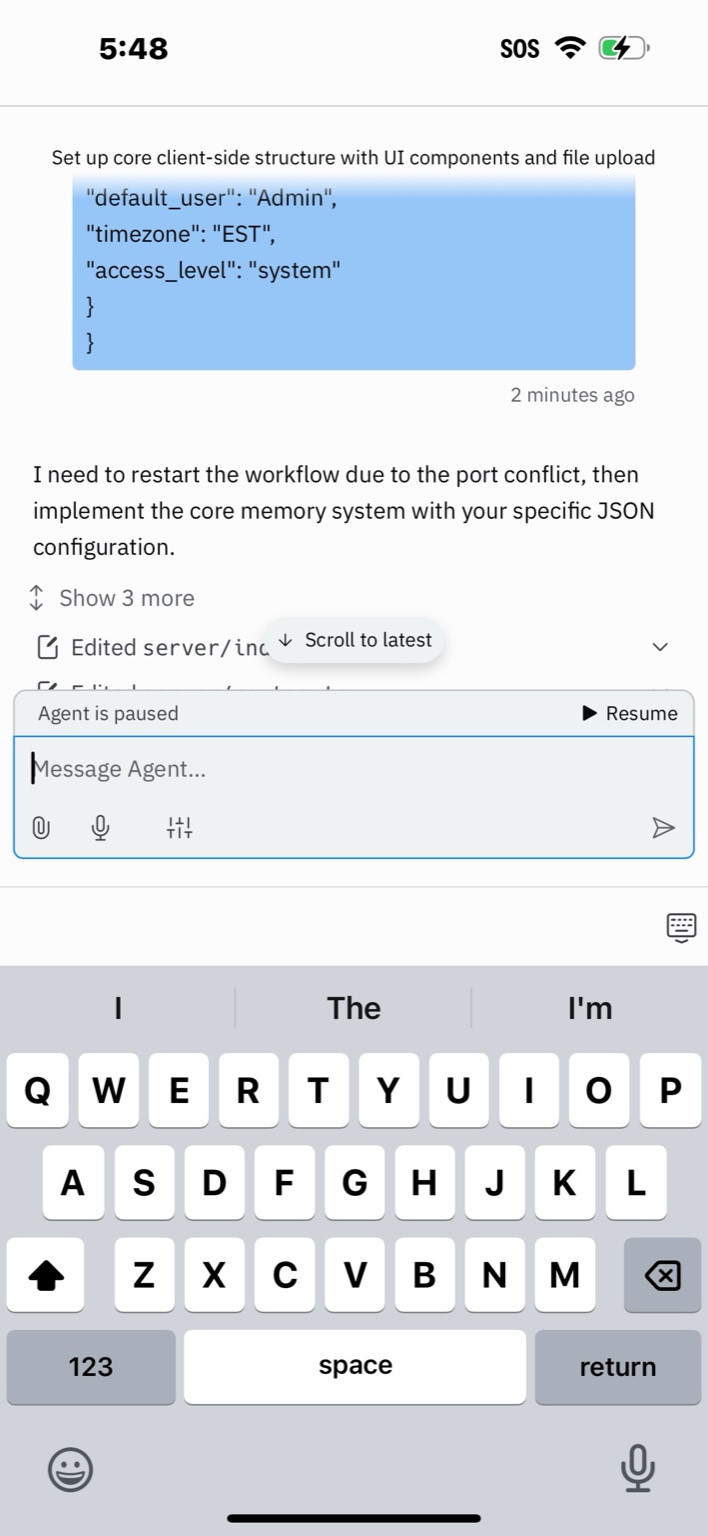 5:48 SOS
Set up core client-side structure with UI components and file upload
"default_user": "Admin",
"timezone": "EST",
"access_level": "system"
}
}
2 minutes ago
I need to restart the workflow due to the port conflict, then
implement the core memory system with your specific JSON
configuration.
Show 3 more
Edited server/ind
Scroll to latest
Edited
Agent is paused Resume
Message Agent...
I The I'm
Q W E R T Y U I O P
A S D F G H J K L
Z X C V B N M
123 space return